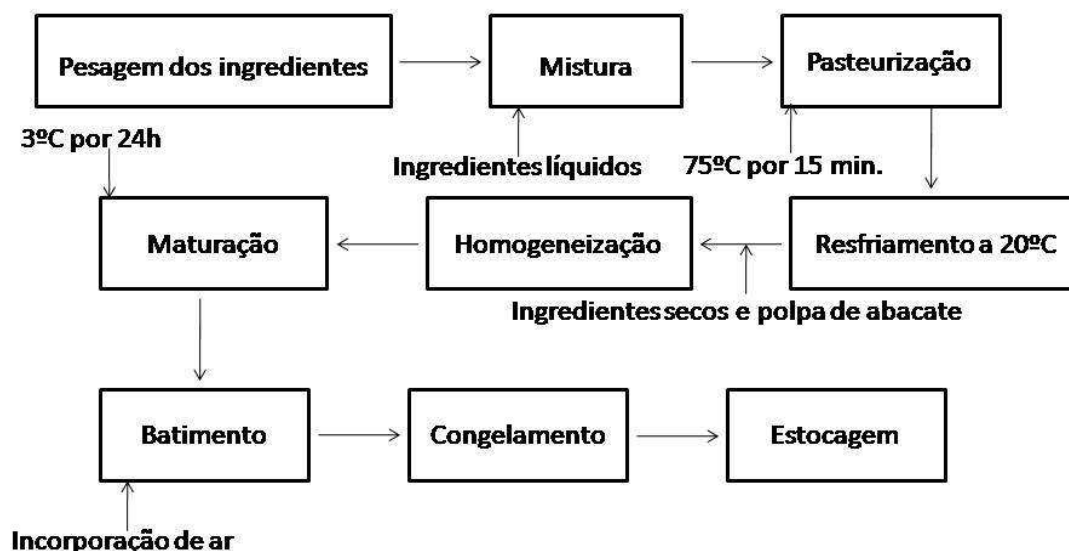 Pesagem dos ingredientes
Mistura
Pasteurização
3ºC por 24h
Ingredientes líquidos
75ºC por 15 min.
Maturação
Homogeneização
Resfriamento a 20ºC
Ingredientes secos e polpa de abacate
Batimento
Congelamento
Estocagem
Incorporação de ar